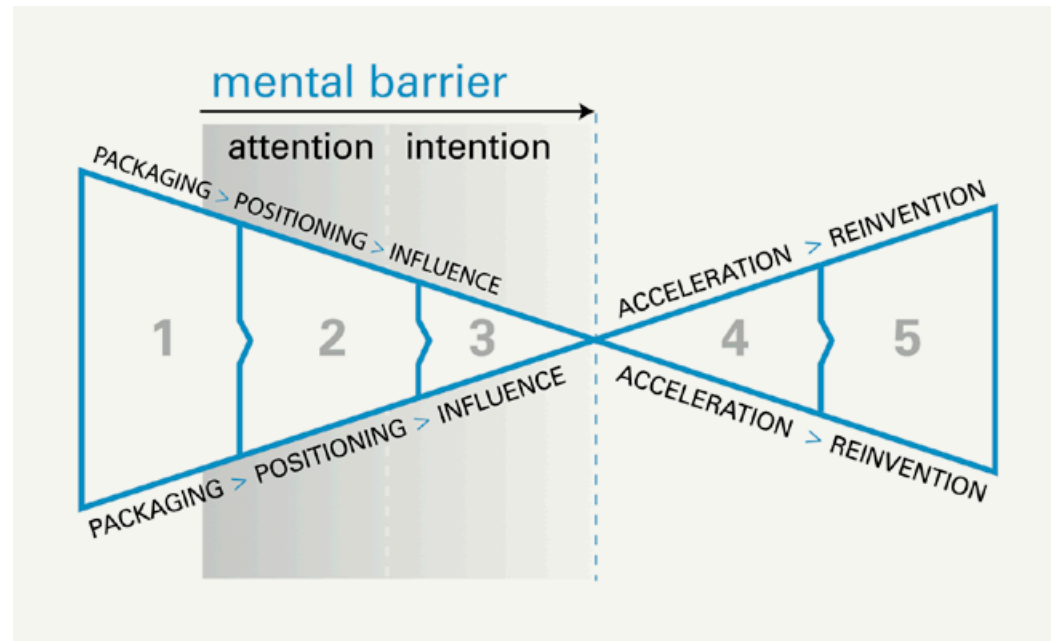 mental barrier
attention intention
PACKAGING > POSITIONING > INFLUENCE
ACCELERATION > REINVENTION
1 2 3 4 5
PACKAGING > POSITIONING > INFLUENCE
ACCELERATION > REINVENTION